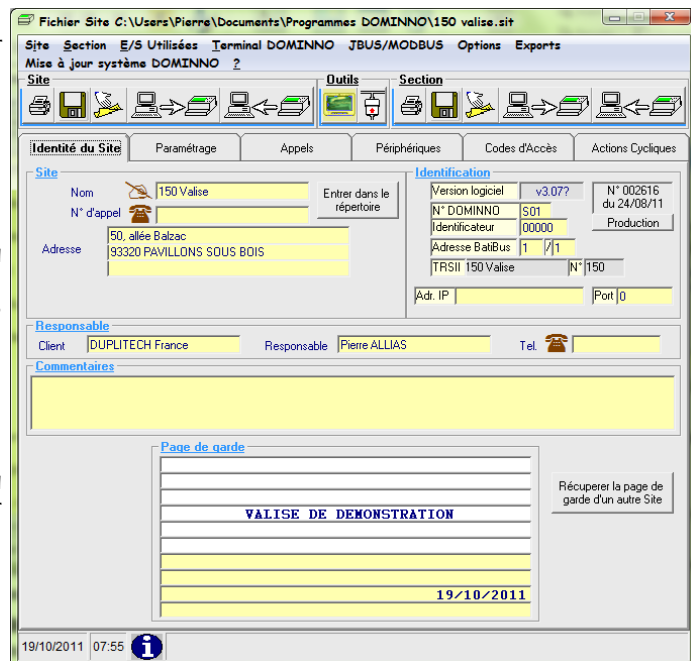 Fichier Site C:\Users\Pierre\Documents\Programmes DOMINNO\150 valise.sit
Site Section E/S Utilisées Terminal DOMINNO JBUS/MODBUS Options Exports
Mise à jour système DOMINNO ?
Site Outils Section
Identité du Site Paramétrage Appels Périphériques Codes d'Accès Actions Cycliques
Site
Nom 150 Valise
N° d'appel
Entrer dans le
répertoire
Adresse
50, allée Balzac
93320 PAVILLONS SOUS BOIS
Identification
Version logiciel v3.07?
N° DOMINNO S01
Identificateur 00000
Adresse BatiBus 1 / 1
TRSII 150 Valise N° 150
N° 002616
du 24/08/11
Production
Adr. IP Port 0
Responsable
Client DUPLITECH France Responsable Pierre ALLIAS Tel.
Commentaires
Page de garde
VALISE DE DEMONSTRATION
19/10/2011
Récuperer la page de
garde d'un autre Site
19/10/2011 07:55